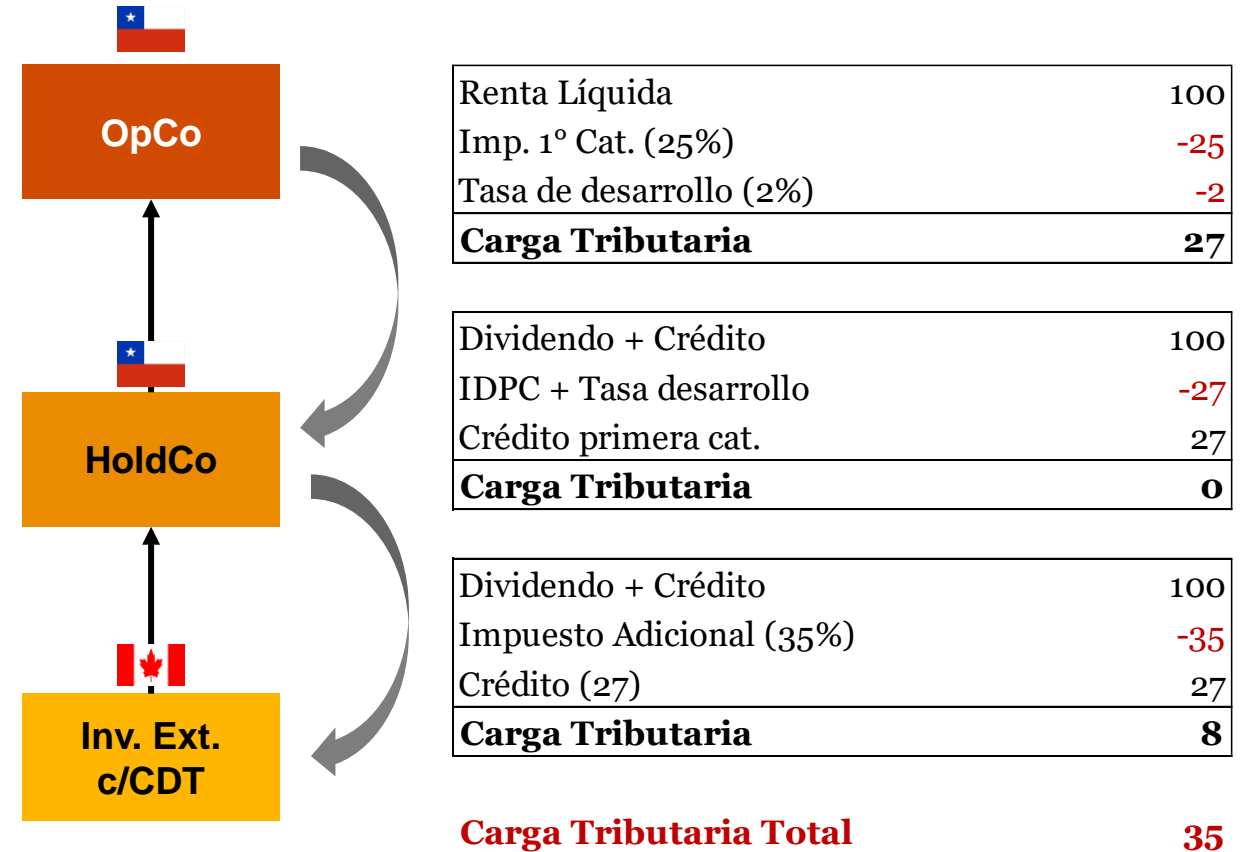 OpCo
Renta Líquida 100
Imp. 1° Cat. (25%) -25
Tasa de desarrollo (2%) -2
Carga Tributaria 27
HoldCo
Dividendo + Crédito 100
IDPC + Tasa desarrollo -27
Crédito primera cat. 27
Carga Tributaria 0
Inv. Ext.
c/CDT
Dividendo + Crédito 100
Impuesto Adicional (35%) -35
Crédito (27) 27
Carga Tributaria 8
Carga Tributaria Total 35